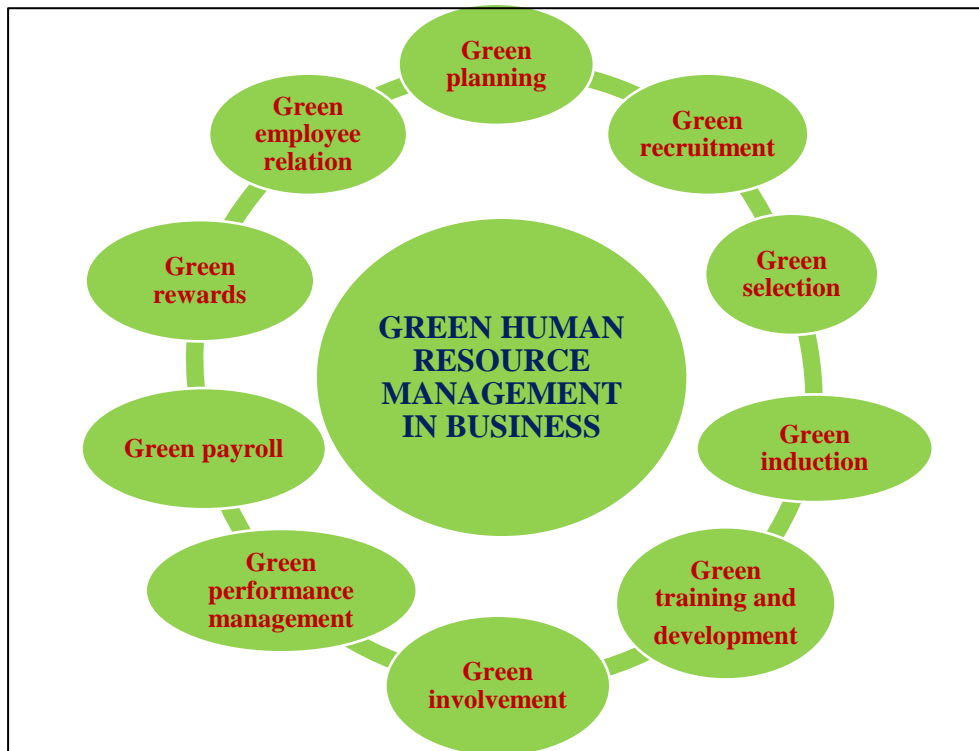 Green
planning
Green
recruitment
Green
selection
Green
induction
Green
training and
development
Green
involvement
Green
performance
management
Green payroll
Green
rewards
Green
employee
relation
GREEN HUMAN
RESOURCE
MANAGEMENT
IN BUSINESS